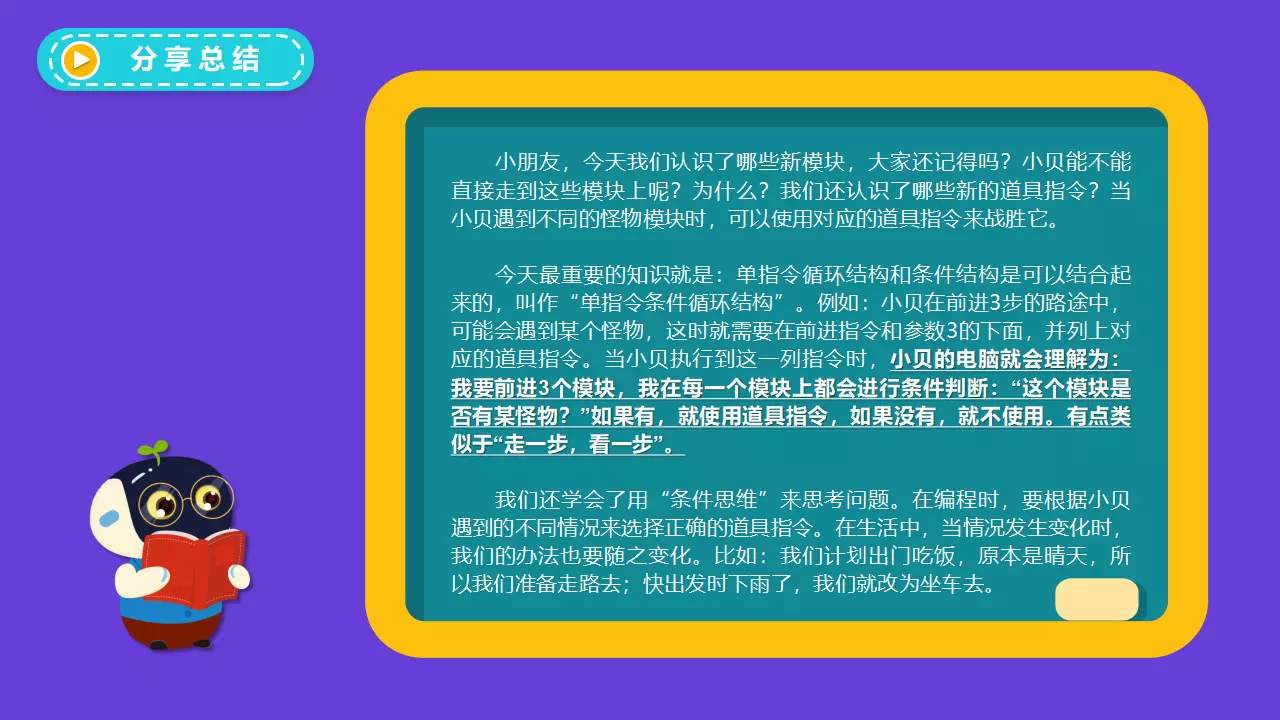 分享总结
小朋友，今天我们认识了哪些新模块，大家还记得吗？小贝能不能
直接走到这些模块上呢？为什么？我们还认识了哪些新的道具指令？当
小贝遇到不同的怪物模块时，可以使用对应的道具指令来战胜它。
今天最重要的知识就是：单指令循环结构和条件结构是可以结合起
来的，叫作“单指令条件循环结构”。例如：小贝在前进3步的路途中，
可能会遇到某个怪物，这时就需要在前进指令和参数3的下面，并列上对
应的道具指令。当小贝执行到这一列指令时，小贝的电脑就会理解为：
我要前进3个模块，我在每一个模块上都会进行条件判断：“这个模块是
否有某怪物？”如果有，就使用道具指令，如果没有，就不使用。有点类
似于“走一步，看一步”。
我们还学会了用“条件思维”来思考问题。在编程时，要根据小贝
遇到的不同情况来选择正确的道具指令。在生活中，当情况发生变化时，
我们的办法也要随之变化。比如：我们计划出门吃饭，原本是晴天，所
以我们准备走路去；快出发时下雨了，我们就改为坐车去。